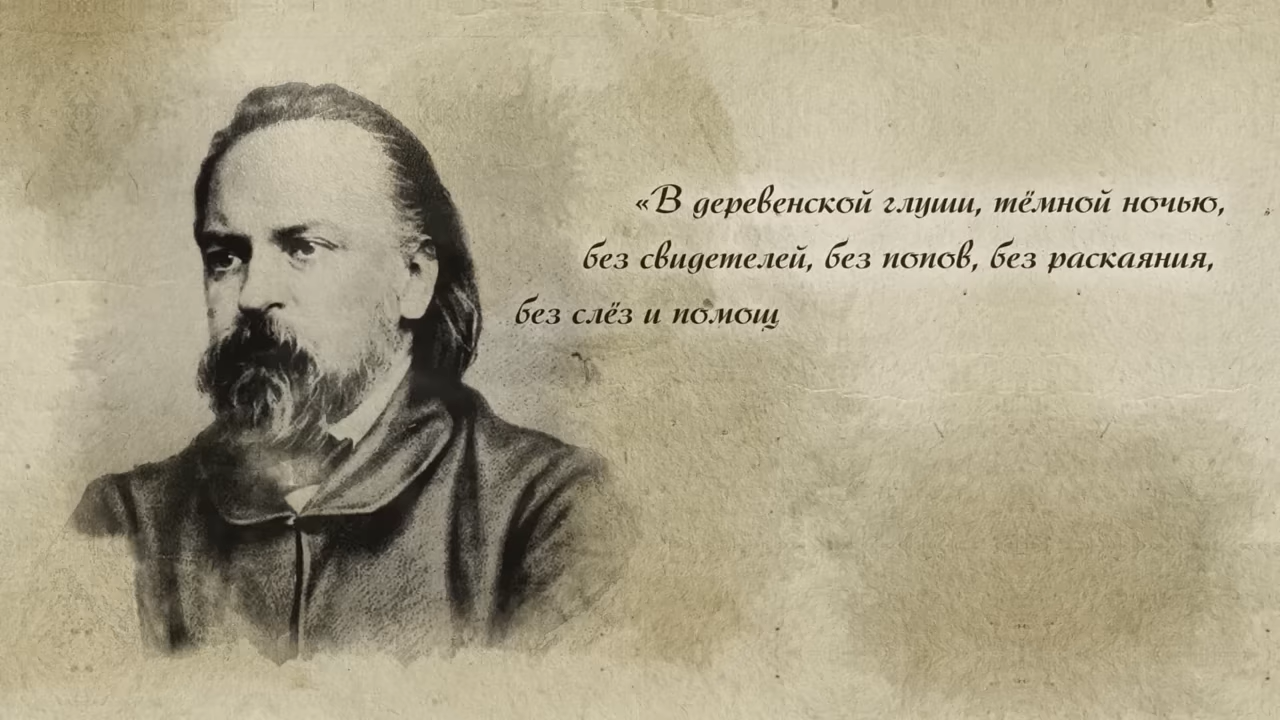 «В деревенской глуши, тёмной ночью,
без свидетелей, без попов, без раскаяния,
без слёз и помощ